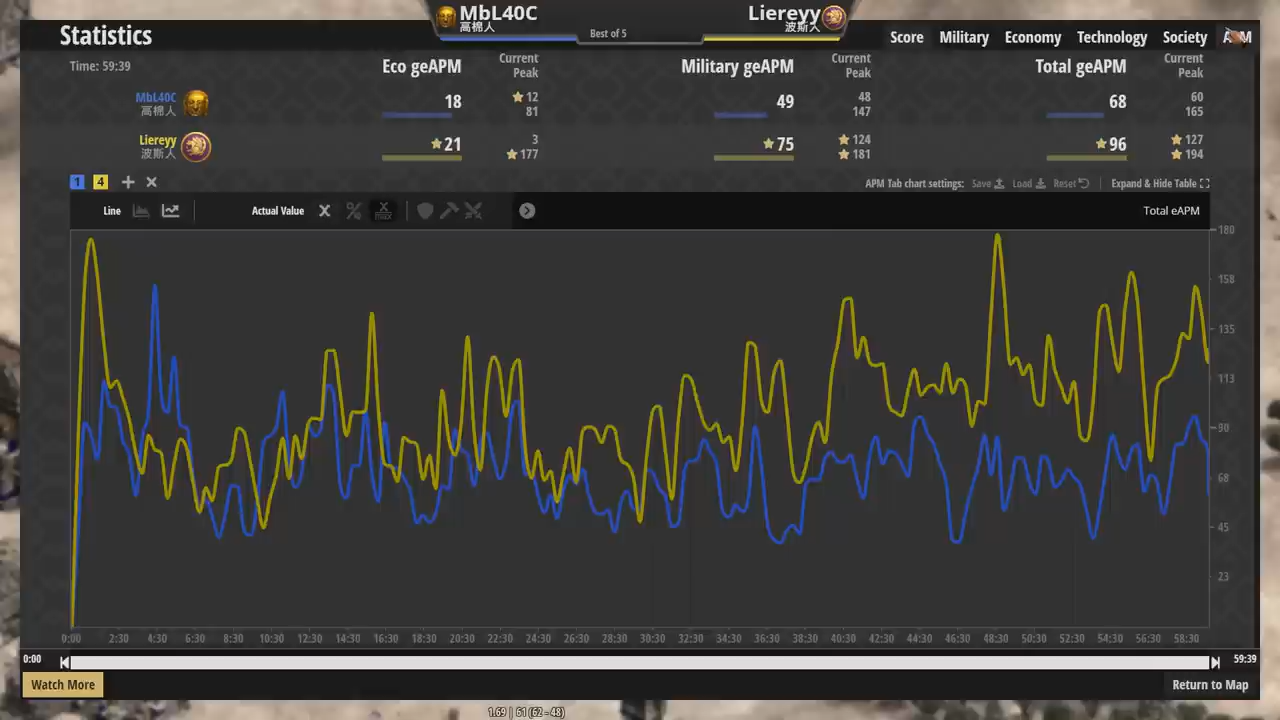 MbL40C
高棉人
Best of 5
Liereyy
波斯人
Statistics
Score Military Economy Technology Society
Time: 59:39
Eco geAPM Current Peak
Military geAPM Current Peak
Total geAPM Current Peak
MbL40C
高棉人
18 12 81 49 48 147 68 60 165
Liereyy
波斯人
21 3 177 75 124 181 96 127 194
1 4
APM Tab chart settings: Save Load Reset Expand & Hide Table
Line Actual Value Total eAPM
180
158
135
113
90
68
45
23
0:00 2:30 4:30 6:30 8:30 10:30 12:30 14:30 16:30 18:30 20:30 22:30 24:30 26:30 28:30 30:30 32:30 34:30 36:30 38:30 40:30 42:30 44:30 46:30 48:30 50:30 52:30 54:30 56:30 58:30
0:00 59:39
Watch More Return to Map
1.69 | 61 (62 - 48)